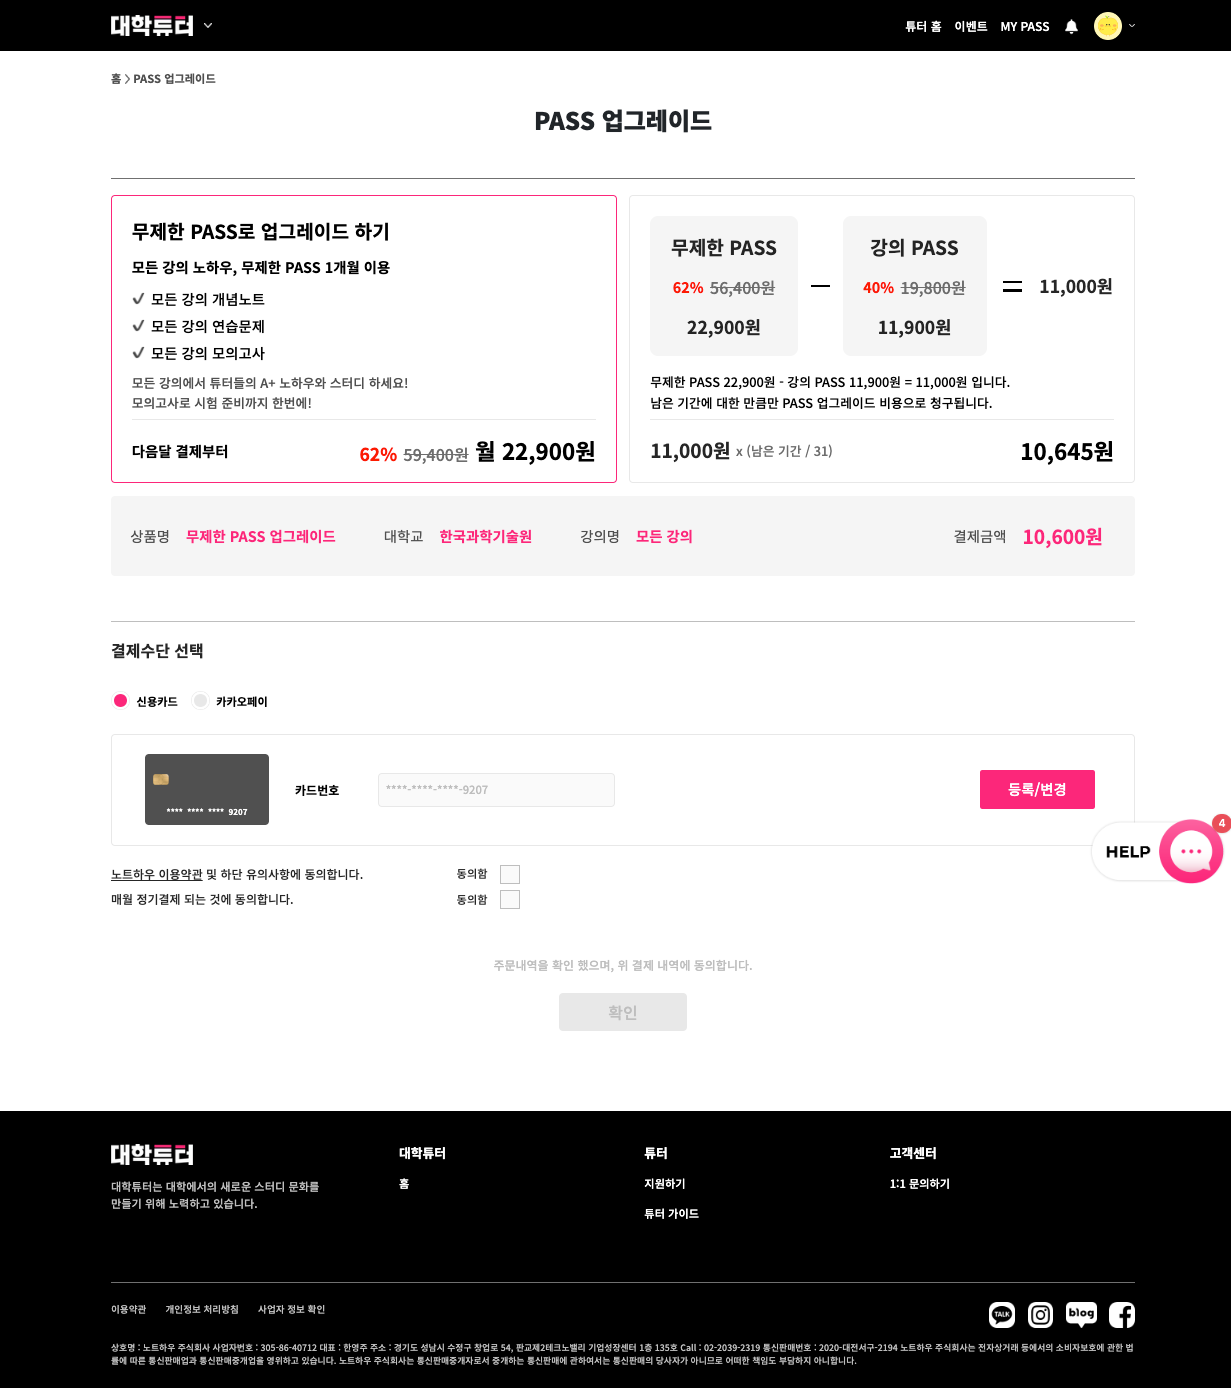 대학튜터
튜터 홈 이벤트 MY PASS
홈 > PASS 업그레이드
PASS 업그레이드
무제한 PASS로 업그레이드 하기
모든 강의 노하우, 무제한 PASS 1개월 이용
모든 강의 개념노트
모든 강의 연습문제
모든 강의 모의고사
모든 강의에서 튜터들의 A+ 노하우와 스터디 하세요!
모의고사로 시험 준비까지 한번에!
다음달 결제부터 62% 59,400원 월 22,900원
무제한 PASS
62% 56,400원
22,900원
강의 PASS
40% 19,800원
11,900원
11,000원
무제한 PASS 22,900원 - 강의 PASS 11,900원 = 11,000원 입니다.
남은 기간에 대한 만큼만 PASS 업그레이드 비용으로 청구됩니다.
11,000원 x (남은 기간 / 31) 10,645원
상품명 무제한 PASS 업그레이드 대학교 한국과학기술원 강의명 모든 강의 결제금액 10,600원
결제수단 선택
신용카드 카카오페이
**** **** **** 9207
카드번호 ****-****-****-9207 등록/변경
HELP 4
노트하우 이용약관 및 하단 유의사항에 동의합니다. 동의함
매월 정기결제 되는 것에 동의합니다. 동의함
주문내역을 확인 했으며, 위 결제 내역에 동의합니다.
확인
대학튜터
대학튜터는 대학에서의 새로운 스터디 문화를
만들기 위해 노력하고 있습니다.
대학튜터
홈
튜터
지원하기
튜터 가이드
고객센터
1:1 문의하기
이용약관 개인정보 처리방침 사업자 정보 확인
TALK blog
상호명 : 노트하우 주식회사 사업자번호 : 305-86-40712 대표 : 한영주 주소 : 경기도 성남시 수정구 창업로 54, 판교제2테크노밸리 기업성장센터 1층 135호 Call : 02-2039-2319 통신판매번호 : 2020-대전서구-2194 노트하우 주식회사는 전자상거래 등에서의 소비자보호에 관한 법
률에 따른 통신판매업과 통신판매중개업을 영위하고 있습니다. 노트하우 주식회사는 통신판매중개자로서 중개하는 통신판매에 관하여서는 통신판매의 당사자가 아니므로 어떠한 책임도 부담하지 아니합니다.